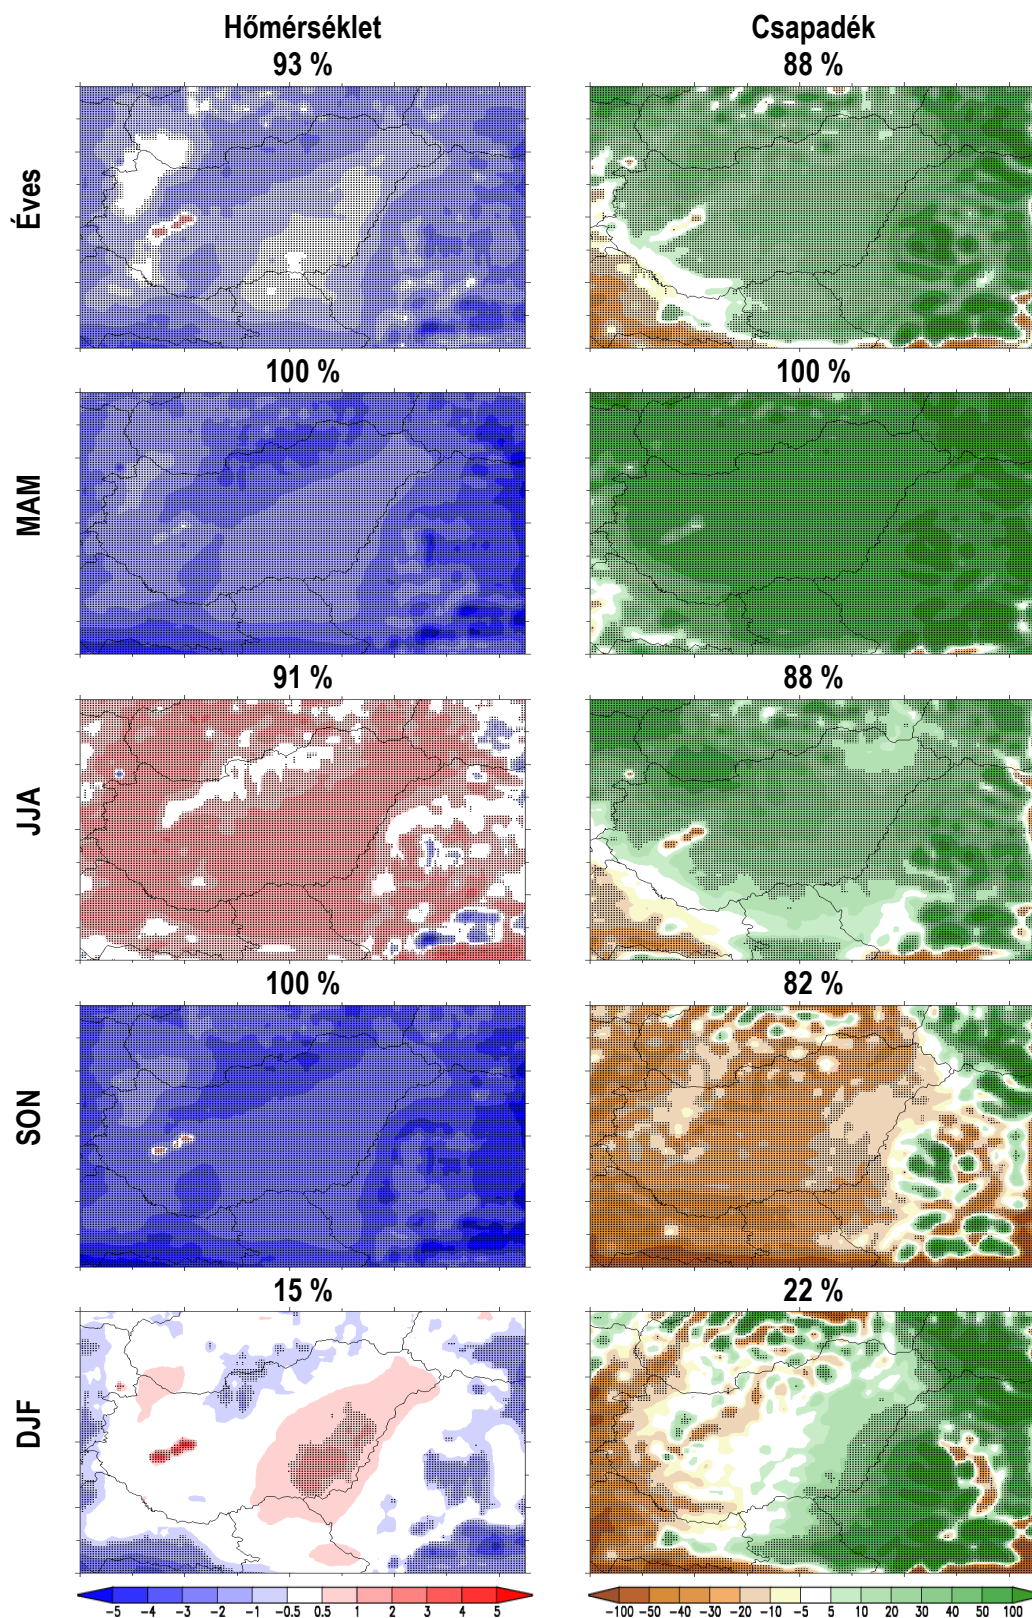 Hőmérséklet Csapadék
93 % 88 %
Éves
100 % 100 %
MAM
91 % 88 %
JJA
100 % 82 %
SON
15 % 22 %
DJF
−5 −4 −3 −2 −1 −0.5 0.5 1 2 3 4 5
−100 −50 −40 −30 −20 −10 −5 5 10 20 30 40 50 100